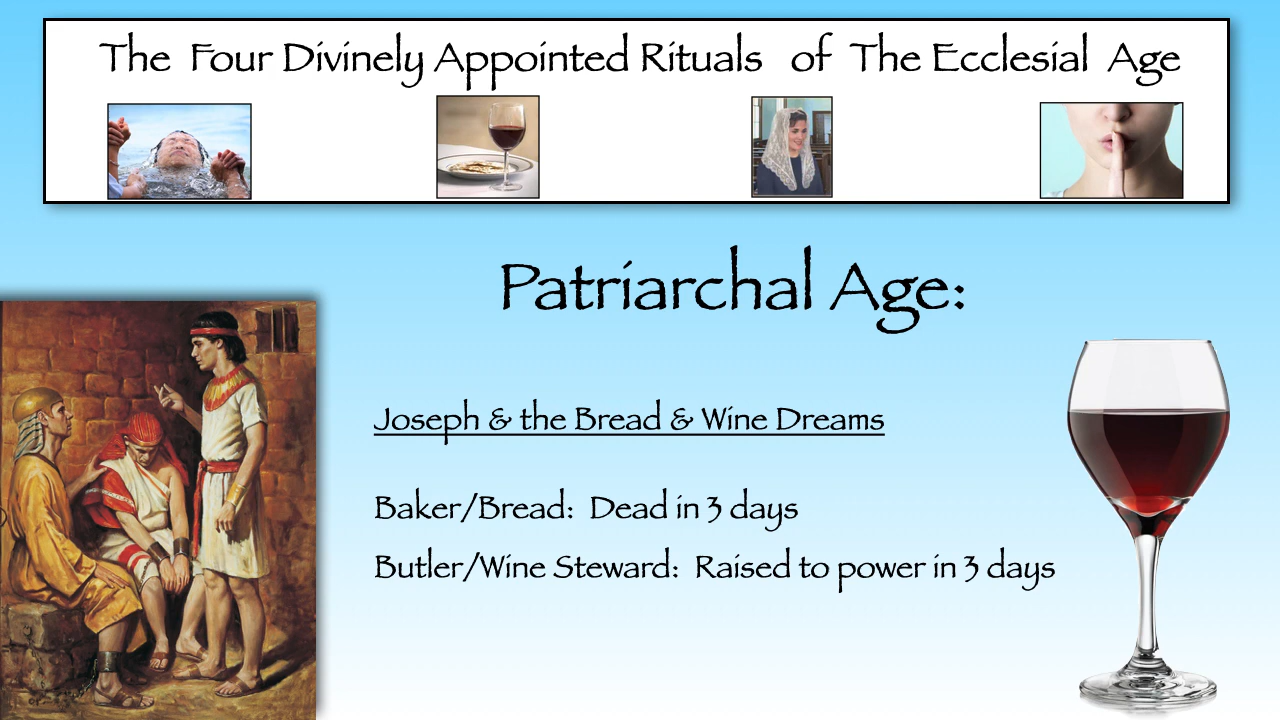 The Four Divinely Appointed Rituals of The Ecclesial Age
Patriarchal Age:
Joseph & the Bread & Wine Dreams
Baker/Bread: Dead in 3 days
Butler/Wine Steward: Raised to power in 3 days